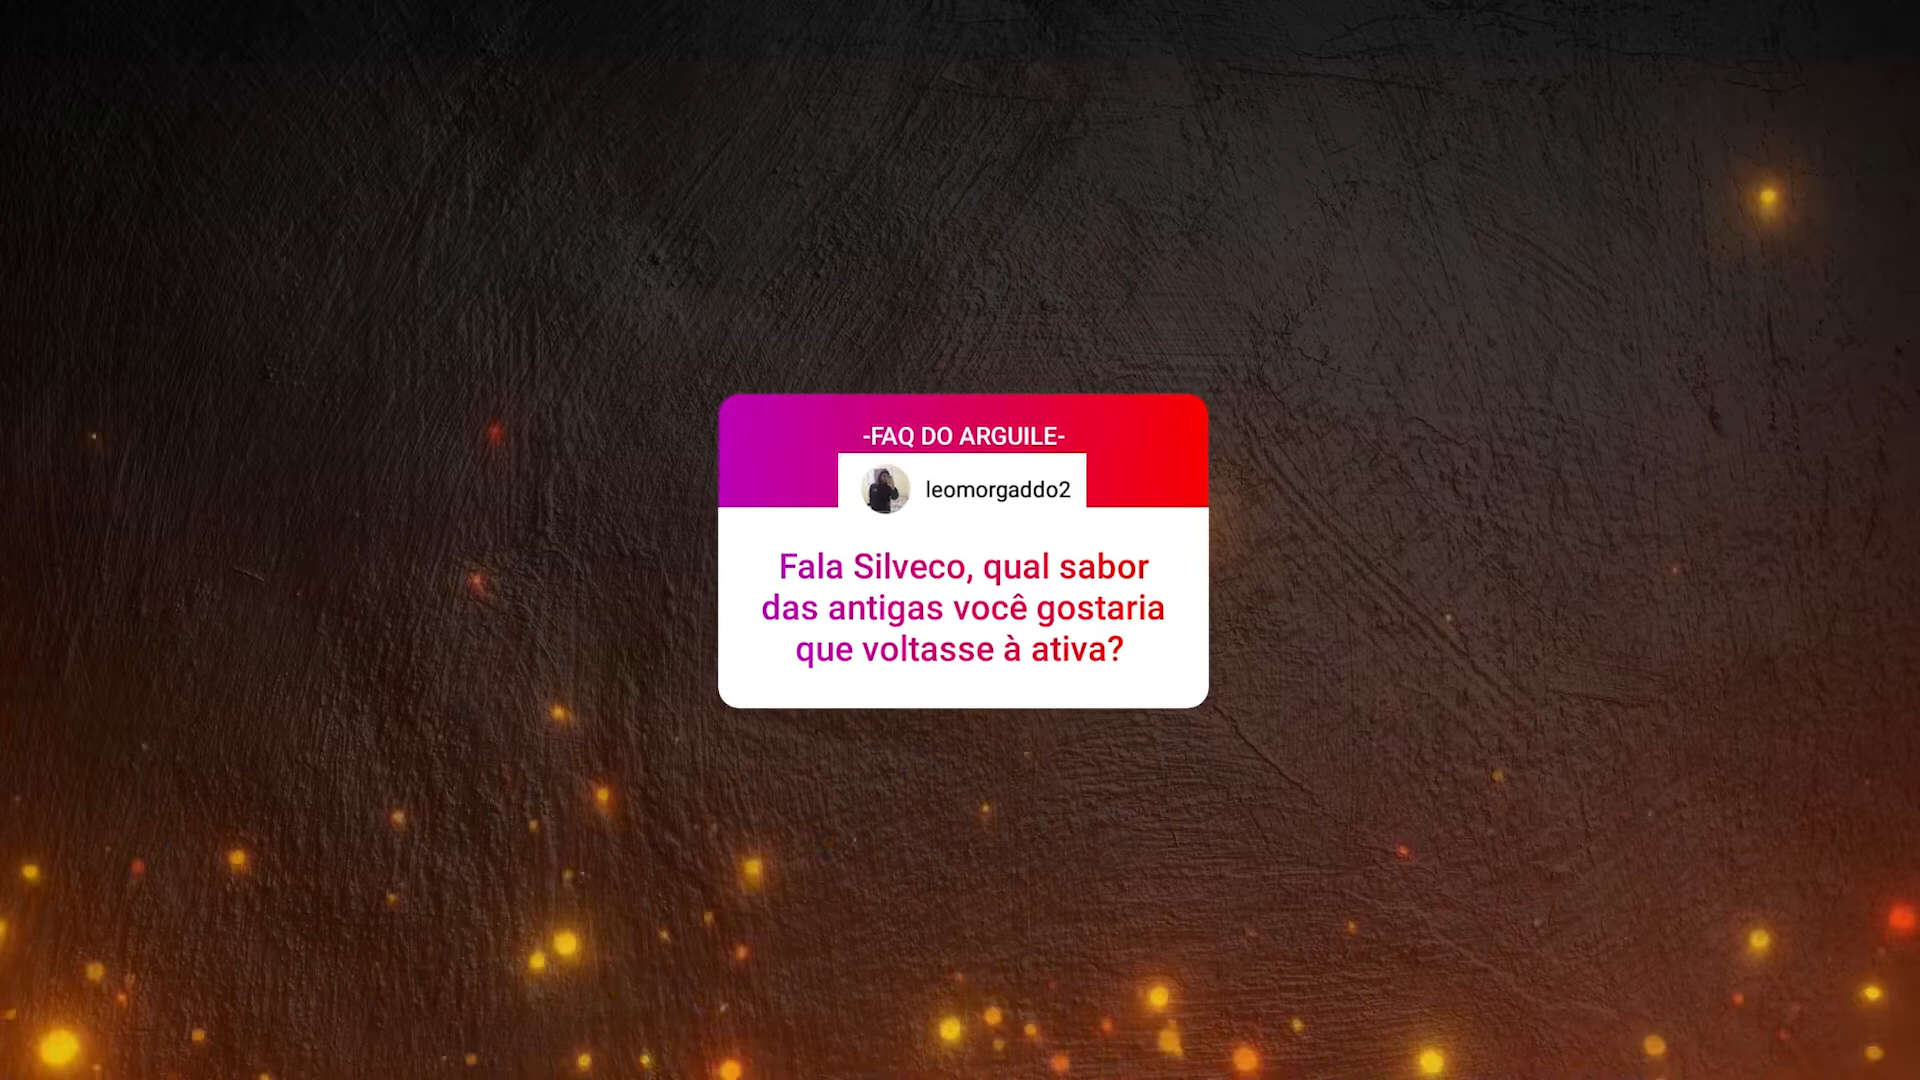 -FAQ DO ARGUILE-
leomorgaddo2
Fala Silveco, qual sabor
das antigas você gostaria
que voltasse à ativa?